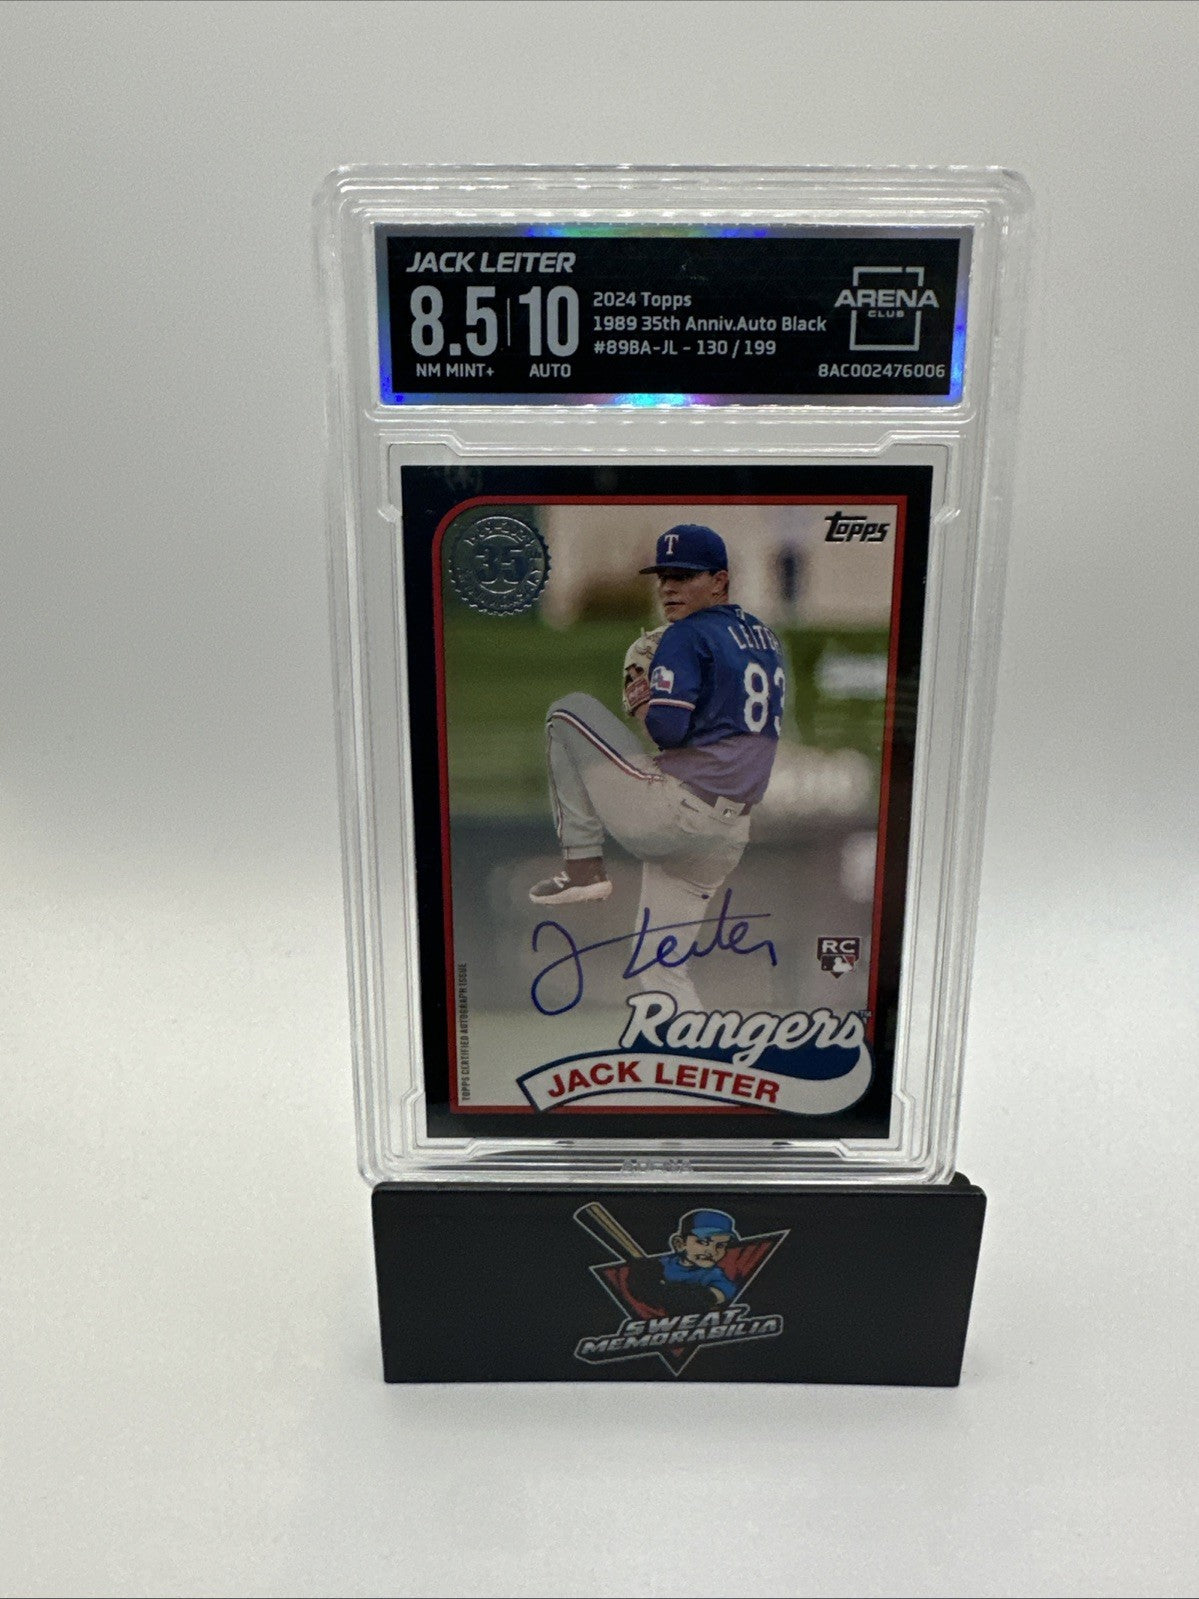 JACK LEITER
8.5 | 10
NM MINT+ AUTO
2024 Topps
1989 35th Anniv.Auto Black
#89BA-JL - 130 / 199
ARENA
CLUB
8AC002476006
35
Topps
T
LEITER
83
N
J Leiter
RC
TOPPS CERTIFIED AUTOGRAPH ISSUE
Rangers™
JACK LEITER
SWEAT
MEMORABILIA